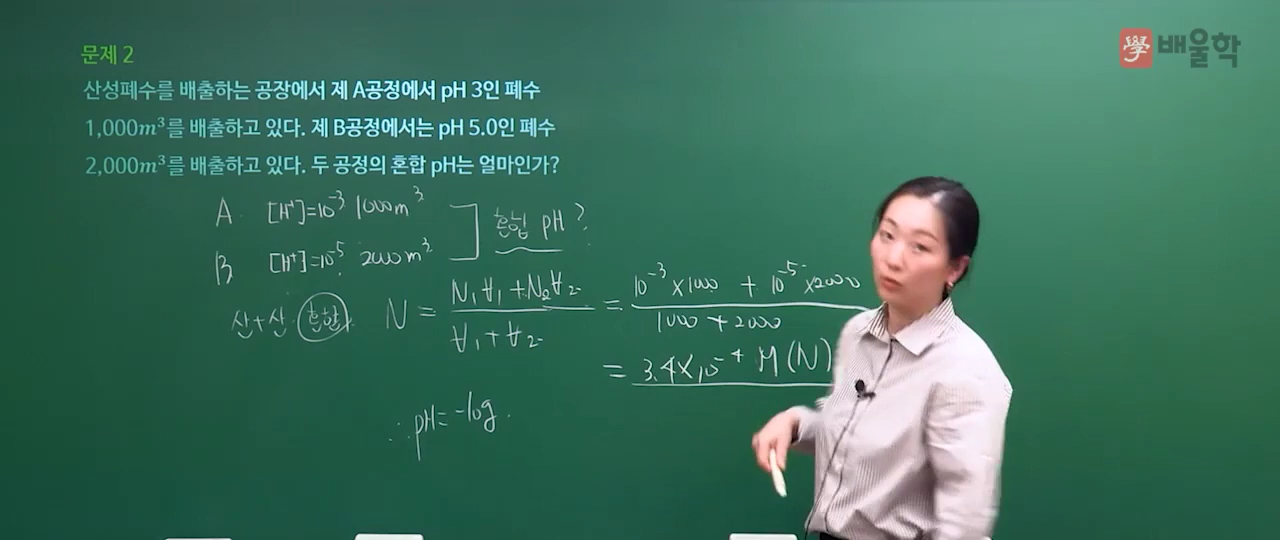 學 배울학
문제 2
산성폐수를 배출하는 공장에서 제 A공정에서 pH 3인 폐수
1,000m³를 배출하고 있다. 제 B공정에서는 pH 5.0인 폐수
2,000m³를 배출하고 있다. 두 공정의 혼합 pH는 얼마인가?
A. [H⁺]=10⁻³ 1000m³
B [H⁺]=10⁻⁵. 2000m³
혼합 pH?
산+산 혼합. N = (N₁V₁+N₂V₂)/(V₁+V₂) = (10⁻³×1000 + 10⁻⁵×2000)/(1000+2000)
= 3.4×10⁻⁴ M(N)
∴ pH=-log.